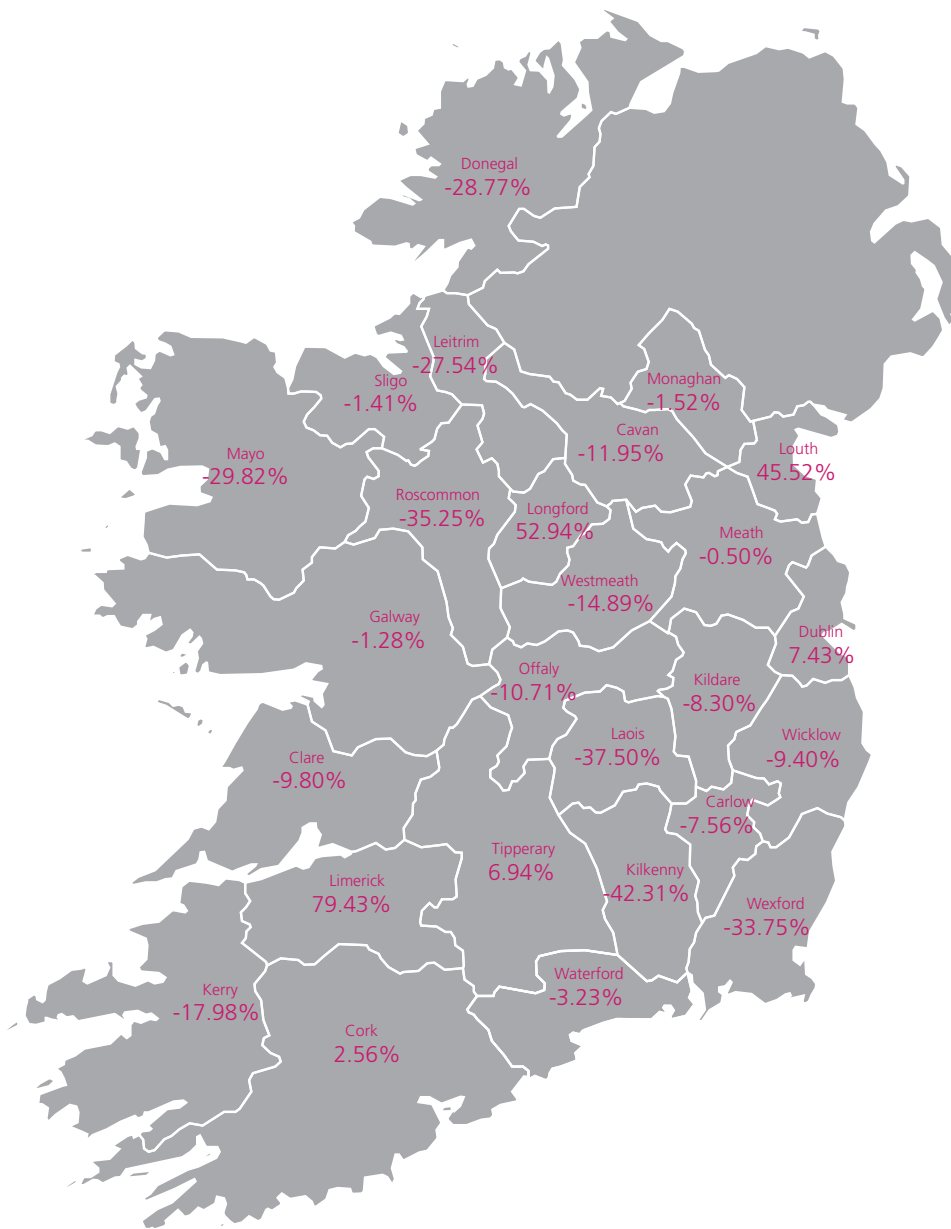 Donegal
-28.77%
Leitrim
-27.54%
Sligo
-1.41%
Monaghan
-1.52%
Cavan
-11.95%
Louth
45.52%
Mayo
-29.82%
Roscommon
-35.25%
Longford
52.94%
Meath
-0.50%
Westmeath
-14.89%
Galway
-1.28%
Dublin
7.43%
Offaly
-10.71%
Kildare
-8.30%
Laois
-37.50%
Wicklow
-9.40%
Clare
-9.80%
Carlow
-7.56%
Tipperary
6.94%
Kilkenny
-42.31%
Limerick
79.43%
Wexford
-33.75%
Waterford
-3.23%
Kerry
-17.98%
Cork
2.56%